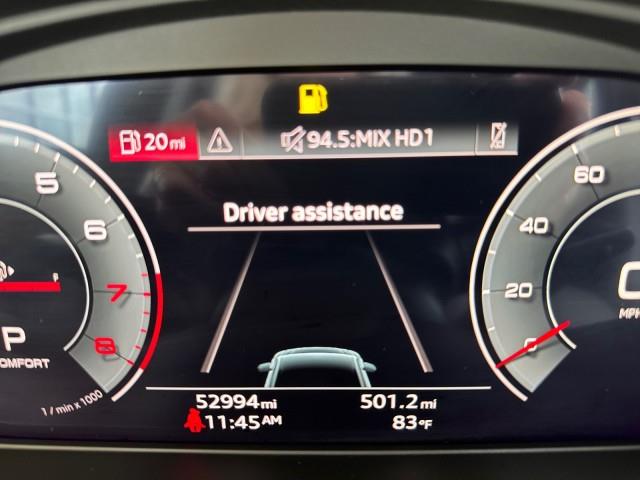 20 mi 94.5:MIX HD1
Driver assistance
5
6
7
8
1 / min x 1000
P
COMFORT
60
40
20
0
MPH
52994 mi 501.2 mi
11:45 AM 83°F